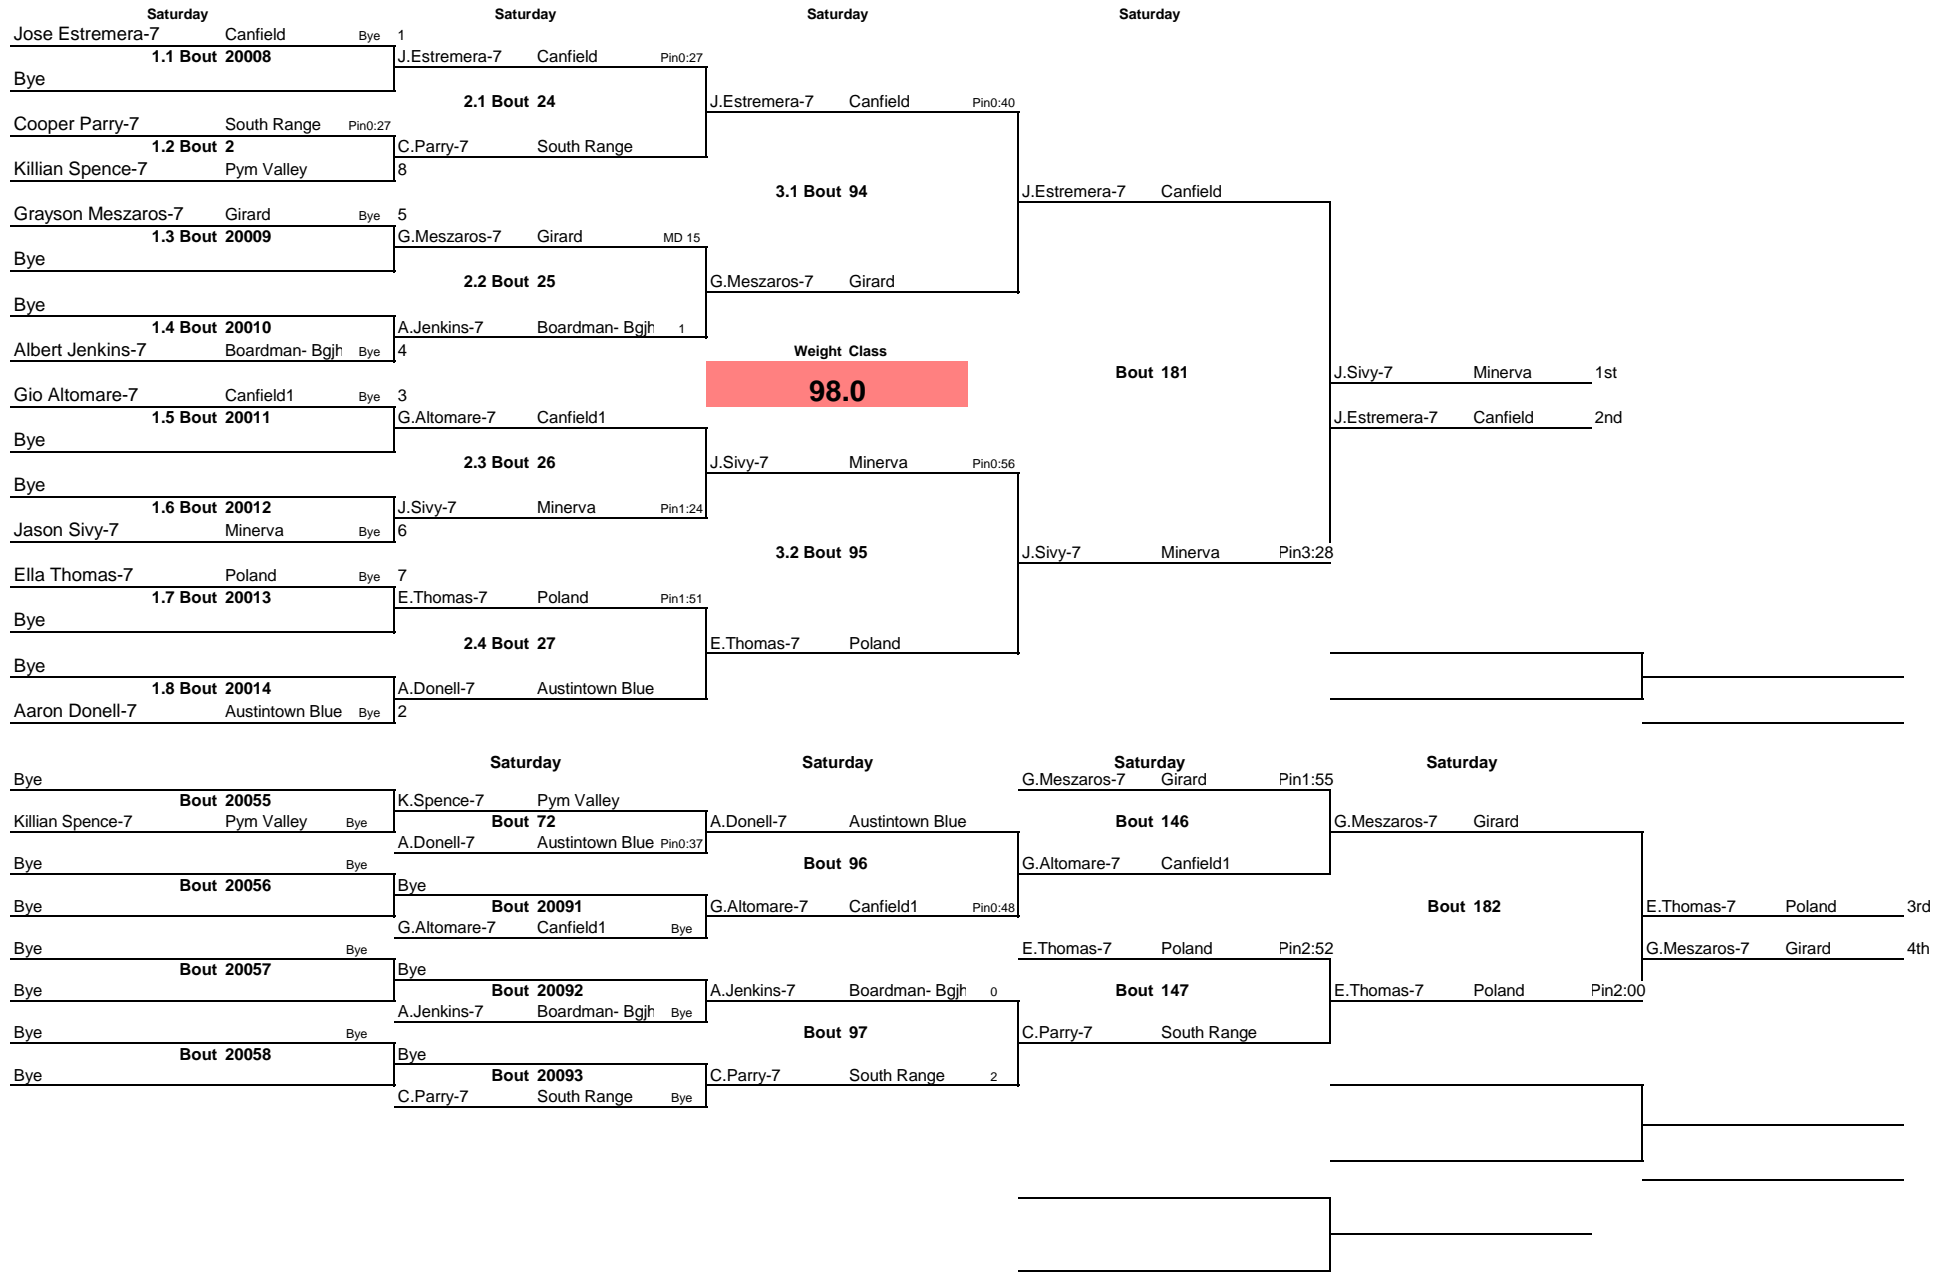 Saturday Saturday Saturday Saturday
Jose Estremera-7 Canfield Bye 1
1.1 Bout 20008 J.Estremera-7 Canfield Pin0:27
Bye
2.1 Bout 24 J.Estremera-7 Canfield Pin0:40
Cooper Parry-7 South Range Pin0:27
1.2 Bout 2 C.Parry-7 South Range
Killian Spence-7 Pym Valley 8
3.1 Bout 94 J.Estremera-7 Canfield
Grayson Meszaros-7 Girard Bye 5
1.3 Bout 20009 G.Meszaros-7 Girard MD 15
Bye
2.2 Bout 25 G.Meszaros-7 Girard
Bye
1.4 Bout 20010 A.Jenkins-7 Boardman- Bgjh 1
Albert Jenkins-7 Boardman- Bgjh Bye 4 Weight Class
Bout 181 J.Sivy-7 Minerva 1st
Gio Altomare-7 Canfield1 Bye 3 98.0
1.5 Bout 20011 G.Altomare-7 Canfield1 J.Estremera-7 Canfield 2nd
Bye
2.3 Bout 26 J.Sivy-7 Minerva Pin0:56
Bye
1.6 Bout 20012 J.Sivy-7 Minerva Pin1:24
Jason Sivy-7 Minerva Bye 6
3.2 Bout 95 J.Sivy-7 Minerva Pin3:28
Ella Thomas-7 Poland Bye 7
1.7 Bout 20013 E.Thomas-7 Poland Pin1:51
Bye
2.4 Bout 27 E.Thomas-7 Poland
Bye
1.8 Bout 20014 A.Donell-7 Austintown Blue
Aaron Donell-7 Austintown Blue Bye 2
Saturday Saturday Saturday Saturday
Bye G.Meszaros-7 Girard Pin1:55
Bout 20055 K.Spence-7 Pym Valley
Killian Spence-7 Pym Valley Bye Bout 72 A.Donell-7 Austintown Blue Bout 146 G.Meszaros-7 Girard
A.Donell-7 Austintown Blue Pin0:37
Bye Bye Bout 96 G.Altomare-7 Canfield1
Bout 20056 Bye
Bye Bout 20091 G.Altomare-7 Canfield1 Pin0:48 Bout 182 E.Thomas-7 Poland 3rd
G.Altomare-7 Canfield1 Bye
Bye Bye E.Thomas-7 Poland Pin2:52 G.Meszaros-7 Girard 4th
Bout 20057 Bye
Bye Bout 20092 A.Jenkins-7 Boardman- Bgjh 0 Bout 147 E.Thomas-7 Poland Pin2:00
A.Jenkins-7 Boardman- Bgjh Bye
Bye Bye Bout 97 C.Parry-7 South Range
Bout 20058 Bye
Bye Bout 20093 C.Parry-7 South Range 2
C.Parry-7 South Range Bye